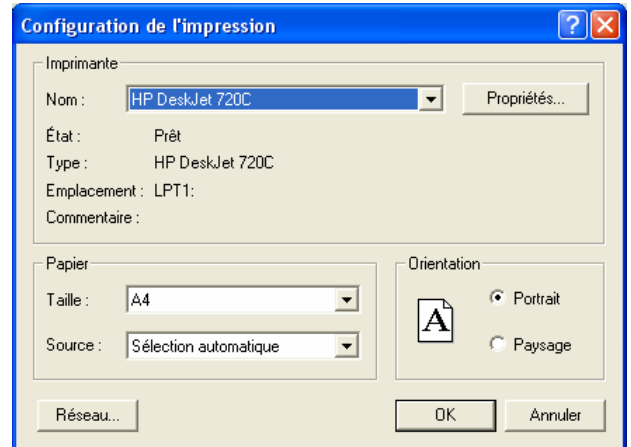 Configuration de l'impression
Imprimante
Nom : HP DeskJet 720C Propriétés...
État : Prêt
Type : HP DeskJet 720C
Emplacement : LPT1:
Commentaire :
Papier
Taille : A4
Source : Sélection automatique
Orientation
A
Portrait
Paysage
Réseau... OK Annuler